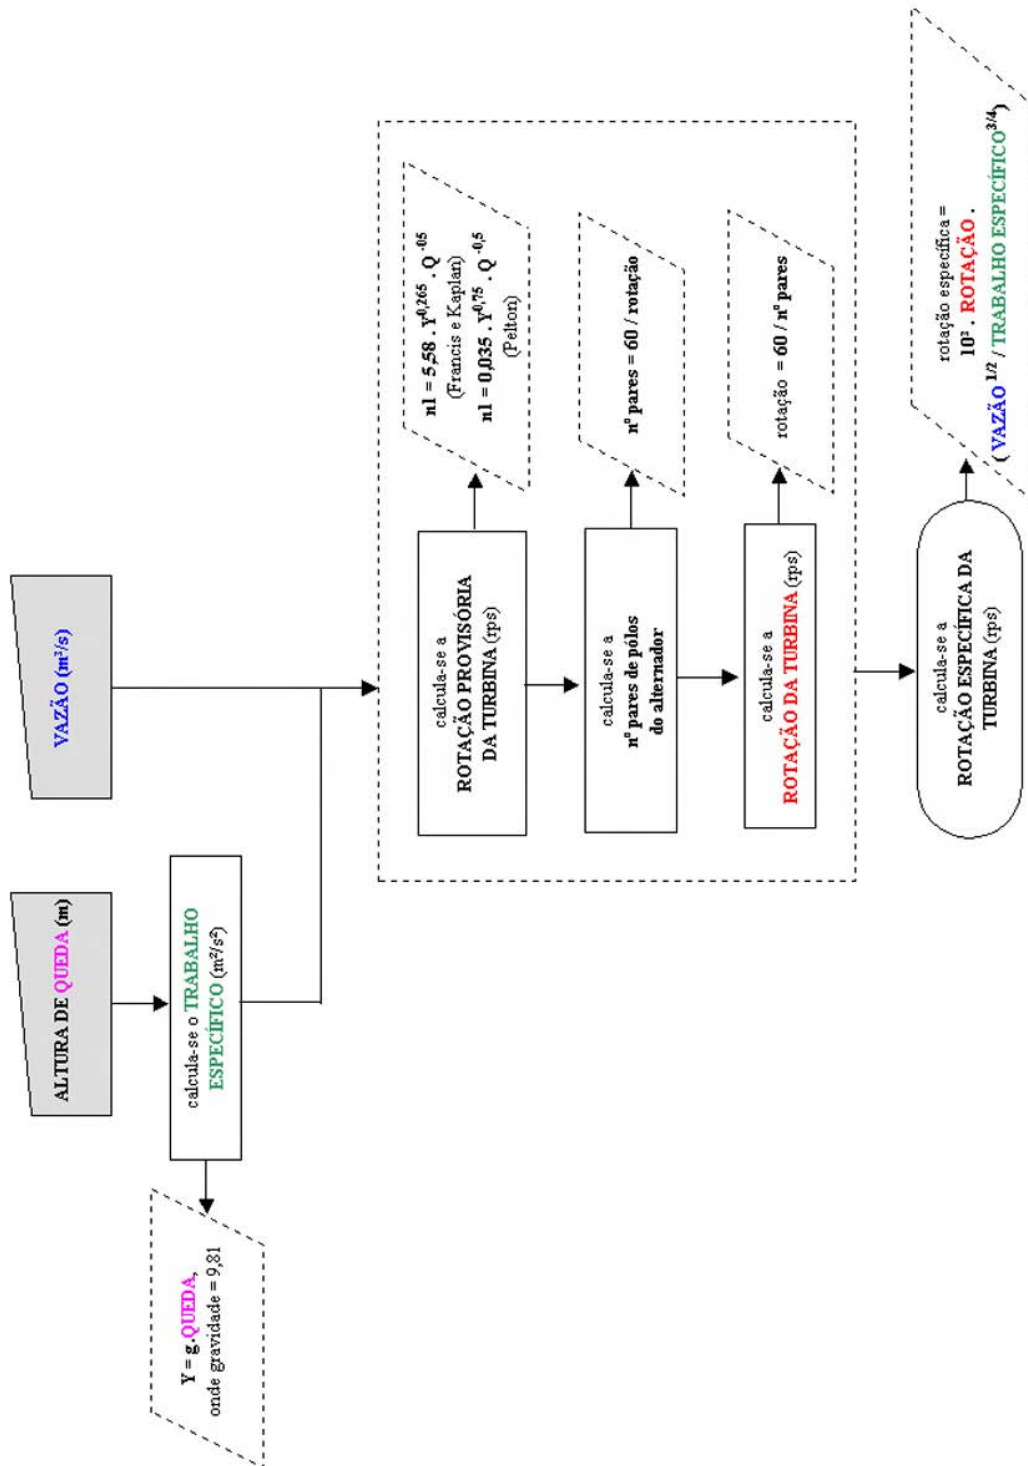 ALTURA DE QUEDA (m)
VAZÃO (m³/s)
calcula-se o TRABALHO
ESPECÍFICO (m²/s²)
Y = g.QUEDA,
onde gravidade = 9,81
calcula-se a
ROTAÇÃO PROVISÓRIA
DA TURBINA (rps)
n1 = 5,58 . Y^0,265 . Q^-05
(Francis e Kaplan)
n1 = 0,035 . Y^0,75 . Q^-0,5
(Pelton)
calcula-se a
nº pares de pólos
do alternador
nº pares = 60 / rotação
calcula-se a
ROTAÇÃO DA TURBINA (rps)
rotação = 60 / nº pares
calcula-se a
ROTAÇÃO ESPECÍFICA DA
TURBINA (rps)
rotação específica =
10³ . ROTAÇÃO .
( VAZÃO^1/2 / TRABALHO ESPECÍFICO^3/4)